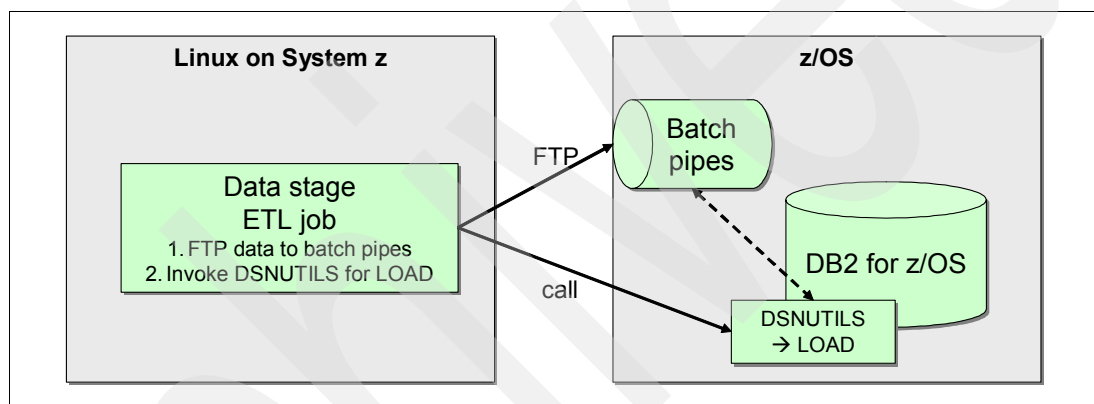 Linux on System z
z/OS
Data stage
ETL job
1. FTP data to batch pipes
2. Invoke DSNUTILS for LOAD
FTP
call
Batch
pipes
DB2 for z/OS
DSNUTILS
→ LOAD